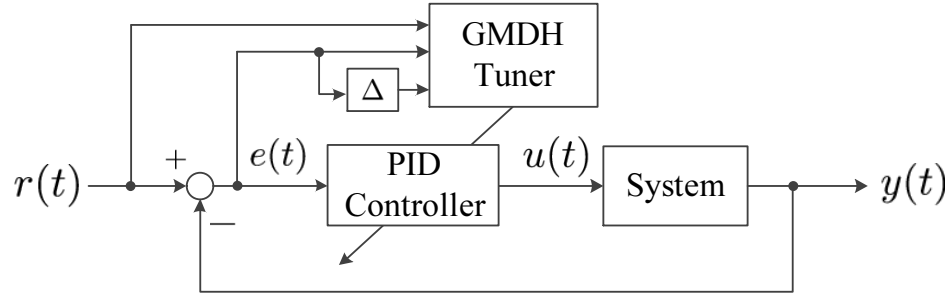 GMDH
Tuner
Δ
r(t)
+
−
e(t)
PID
Controller
u(t)
System
y(t)